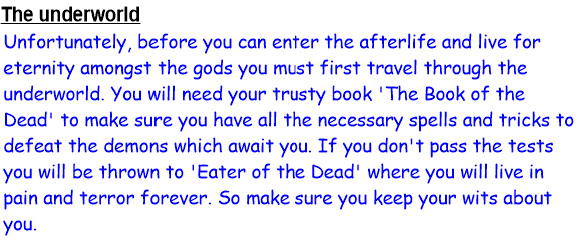 The underworld
Unfortunately, before you can enter the afterlife and live for
eternity amongst the gods you must first travel through the
underworld. You will need your trusty book 'The Book of the
Dead' to make sure you have all the necessary spells and tricks to
defeat the demons which await you. If you don't pass the tests
you will be thrown to 'Eater of the Dead' where you will live in
pain and terror forever. So make sure you keep your wits about
you.